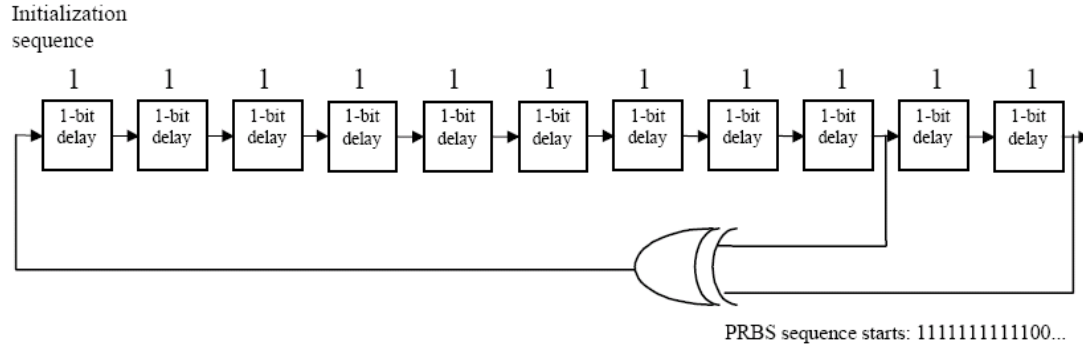 Initialization
sequence
1 1 1 1 1 1 1 1 1 1 1
1-bit 1-bit 1-bit 1-bit 1-bit 1-bit 1-bit 1-bit 1-bit 1-bit 1-bit
delay delay delay delay delay delay delay delay delay delay delay
PRBS sequence starts: 1111111111100...